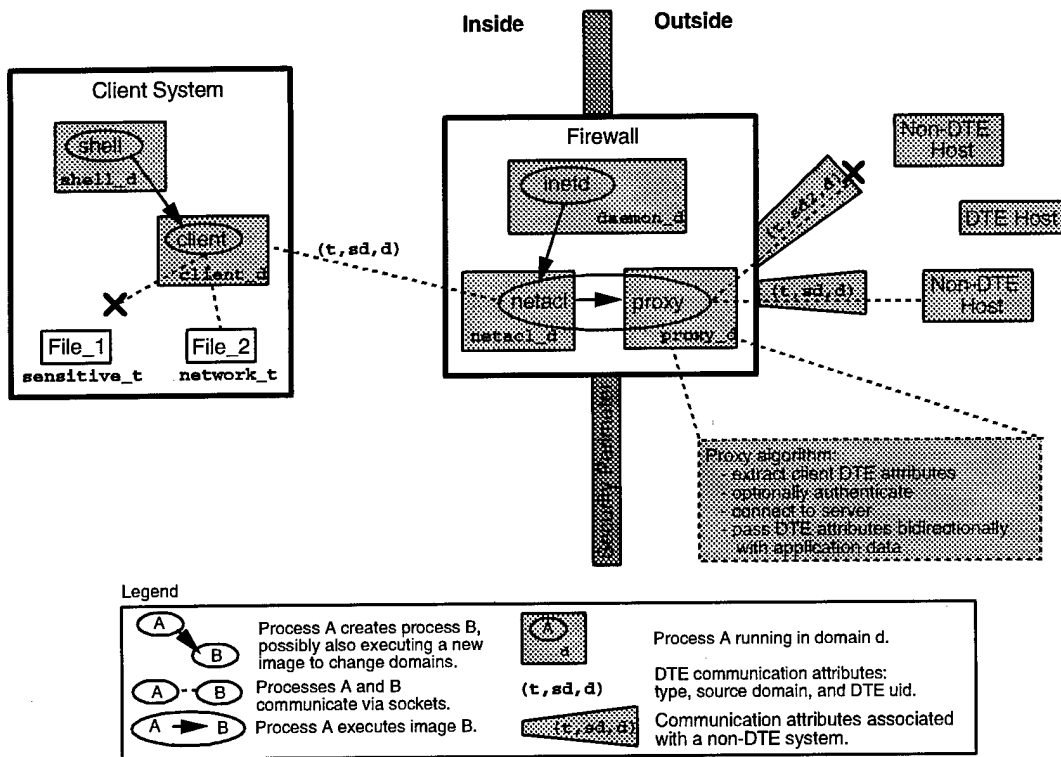 Inside
Outside
Client System
shell
shell_d
client
client_d
File_1
sensitive_t
File_2
network_t
(t,sd,d)
Firewall
inetd
daemon_d
netacl
netacl_d
proxy
proxy_d
(t,sd,d)
Non-DTE
Host
DTE Host
Non-DTE
Host
Security Perimeter
Proxy algorithm:
- extract client DTE attributes
- optionally authenticate
- connect to server
- pass DTE attributes bidirectionally
with application data
Legend
A
B
Process A creates process B,
possibly also executing a new
image to change domains.
A
B
Processes A and B
communicate via sockets.
A
B
Process A executes image B.
A
d
Process A running in domain d.
(t,sd,d)
DTE communication attributes:
type, source domain, and DTE uid.
(t,sd,d)
Communication attributes associated
with a non-DTE system.